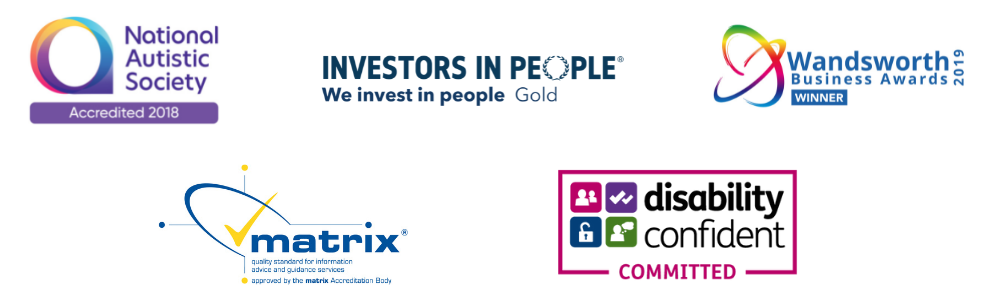 National
Autistic
Society
Accredited 2018
INVESTORS IN PEOPLE®
We invest in people Gold
Wandsworth
Business Awards 2019
WINNER
matrix®
quality standard for information
advice and guidance services
approved by the matrix Accreditation Body
disability
confident
COMMITTED